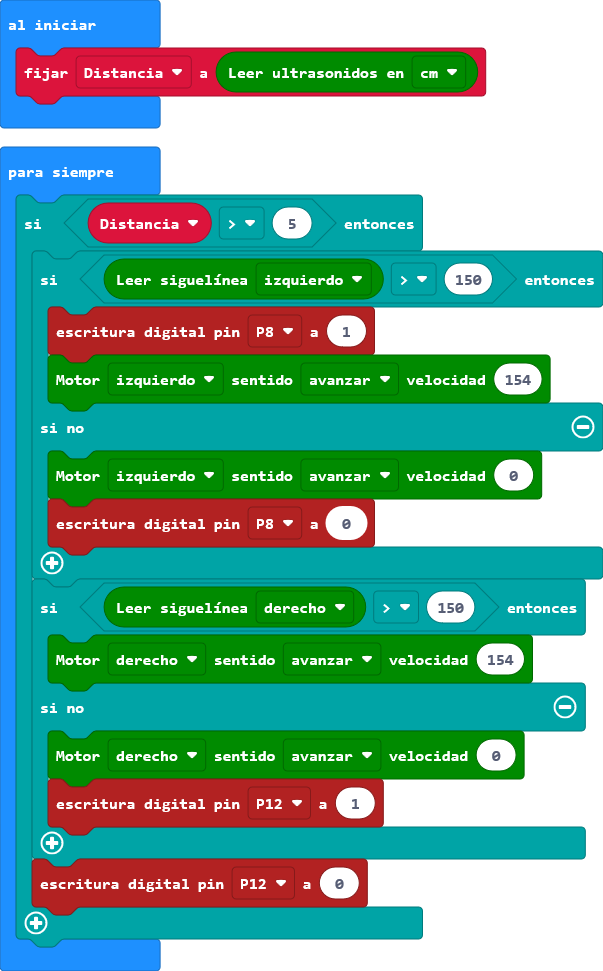 al iniciar
fijar Distancia a Leer ultrasonidos en cm
para siempre
si Distancia > 5 entonces
si Leer siguelínea izquierdo > 150 entonces
escritura digital pin P8 a 1
Motor izquierdo sentido avanzar velocidad 154
si no
Motor izquierdo sentido avanzar velocidad 0
escritura digital pin P8 a 0
si Leer siguelínea derecho > 150 entonces
Motor derecho sentido avanzar velocidad 154
si no
Motor derecho sentido avanzar velocidad 0
escritura digital pin P12 a 1
escritura digital pin P12 a 0